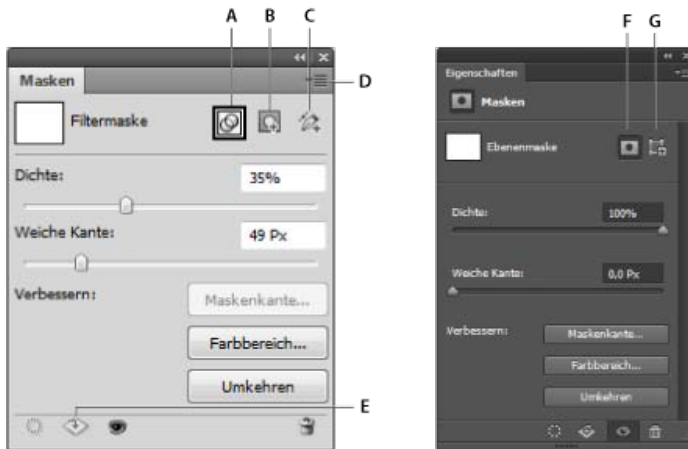 A B C
Masken
D
Filtermaske
Dichte: 35%
Weiche Kante: 49 Px
Verbessern: Maskenkante...
Farbbereich...
Umkehren
E
F G
Eigenschaften
Masken
Ebenenmaske
Dichte: 100%
Weiche Kante: 0,0 Px
Verbessern: Maskenkante...
Farbbereich...
Umkehren